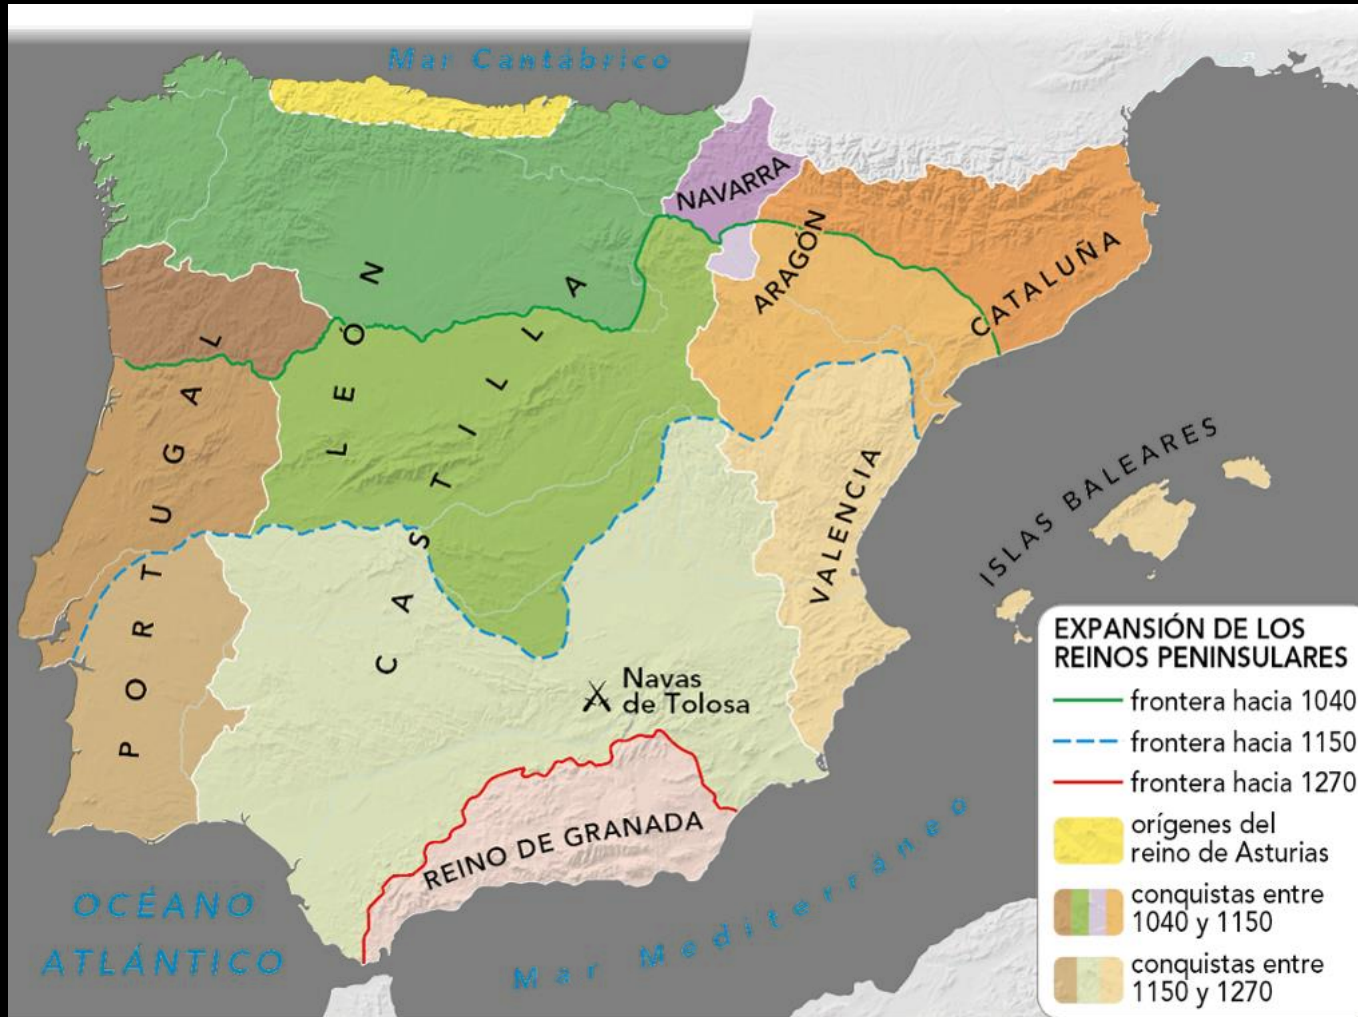 Mar Cantábrico
NAVARRA
ARAGÓN
CATALUÑA
LEÓN
CASTILLA
PORTUGAL
VALENCIA
ISLAS BALEARES
Navas
de Tolosa
REINO DE GRANADA
OCÉANO
ATLÁNTICO
Mar Mediterráneo
EXPANSIÓN DE LOS
REINOS PENINSULARES
frontera hacia 1040
frontera hacia 1150
frontera hacia 1270
orígenes del
reino de Asturias
conquistas entre
1040 y 1150
conquistas entre
1150 y 1270